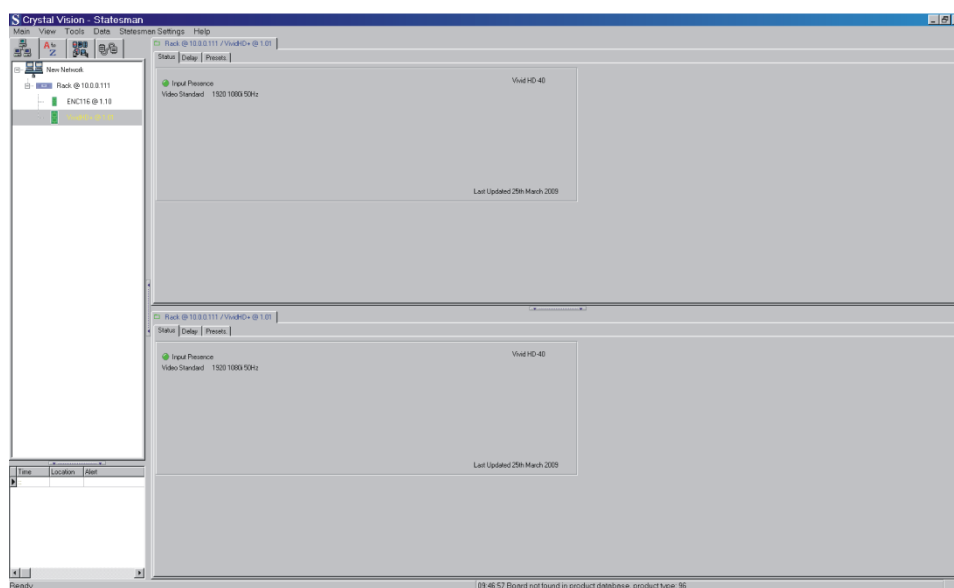 Crystal Vision - Statesman
Main View Tools Data Statesman Settings Help
New Network
Rack @ 10.0.0.111
ENC116 @ 1.10
VividHD+ @ 1.01
Time Location Alert
Rack @ 10.0.0.111 / VividHD+ @ 1.01
Status Delay Presets
Input Presence
Vivid HD-40
Video Standard 1920 1080i 50Hz
Last Updated 25th March 2009
Rack @ 10.0.0.111 / VividHD+ @ 1.01
Status Delay Presets
Input Presence
Vivid HD-40
Video Standard 1920 1080i 50Hz
Last Updated 25th March 2009
Ready
09:46:57 Board not found in product database, product type: 96